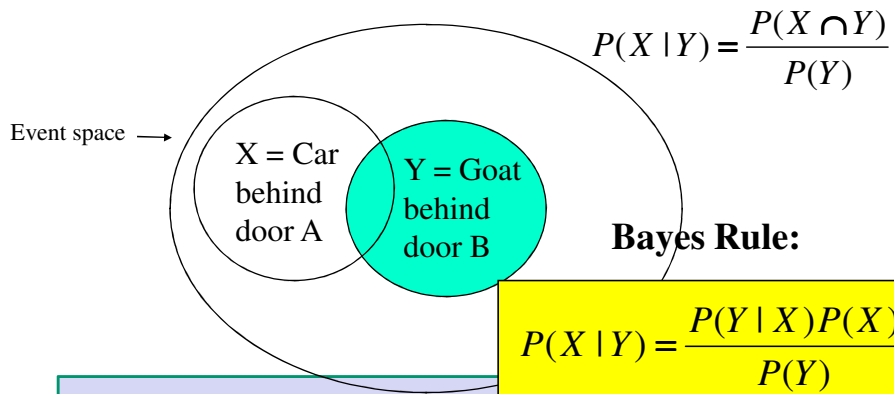 P(X | Y) = P(X ∩ Y) / P(Y)
Event space
X = Car
behind
door A
Y = Goat
behind
door B
Bayes Rule:
P(X | Y) = P(Y | X)P(X) / P(Y)